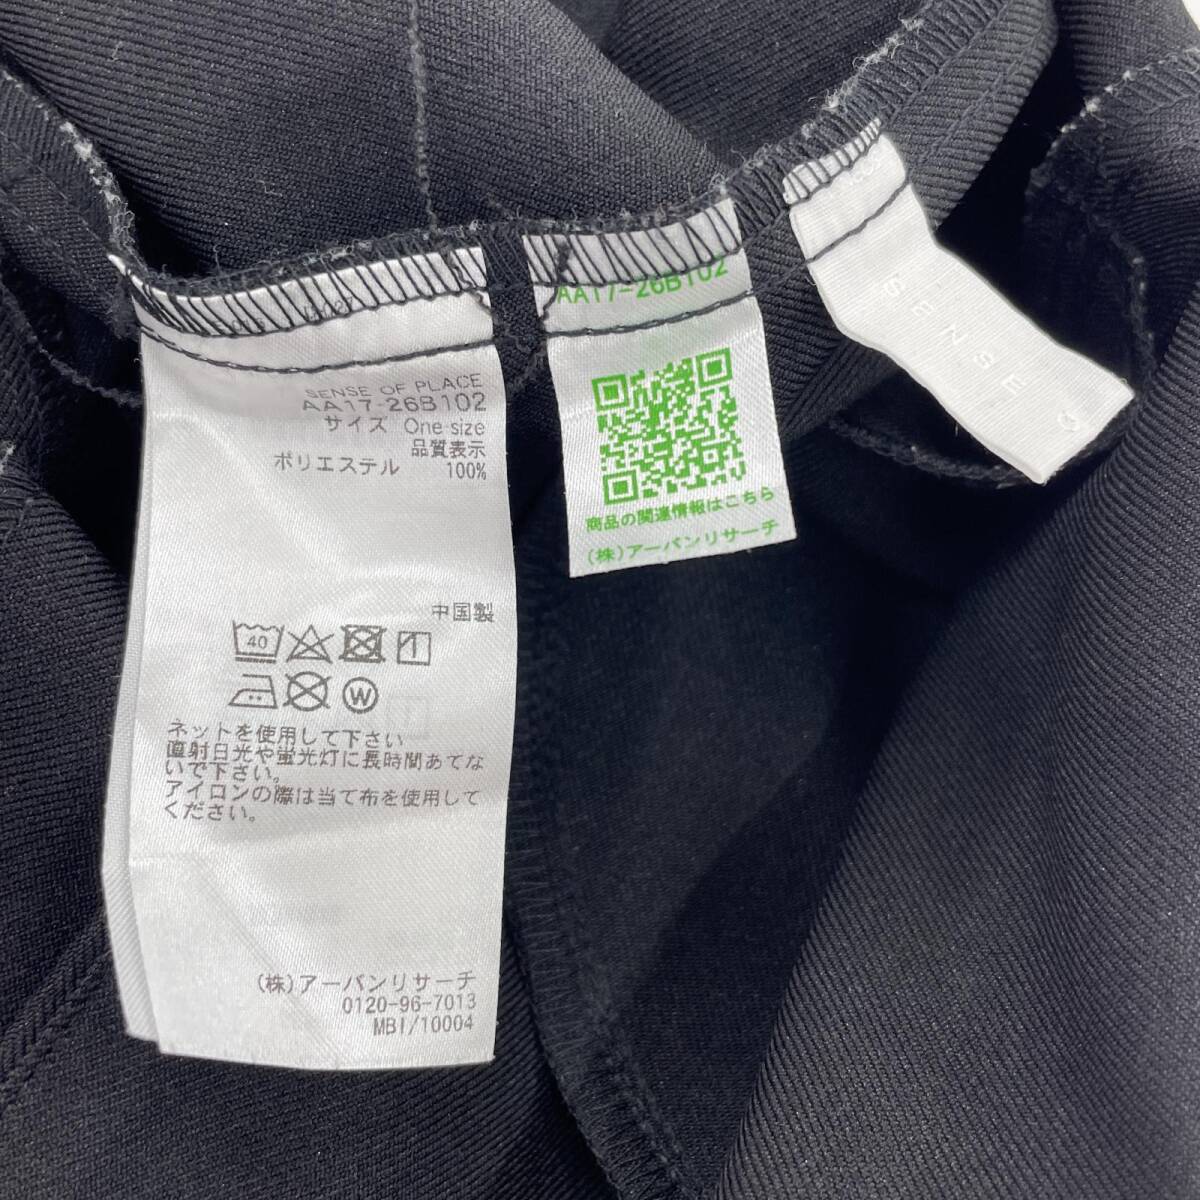 SENSE OF PLACE
AA17-26B102
サイズ One size
品質表示
ポリエステル 100%
中国製
40
W
ネットを使用して下さい
直射日光や蛍光灯に長時間あてな
いで下さい。
アイロンの際は当て布を使用して
ください。
(株)アーバンリサーチ
0120-96-7013
MBI/10004
AA17-26B102
商品の関連情報はこちら
(株)アーバンリサーチ
SENSE O